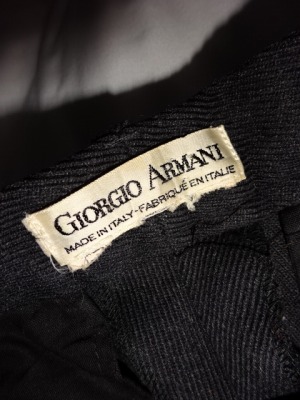 GIORGIO ARMANI
MADE IN ITALY - FABRIQUÉ EN ITALIE